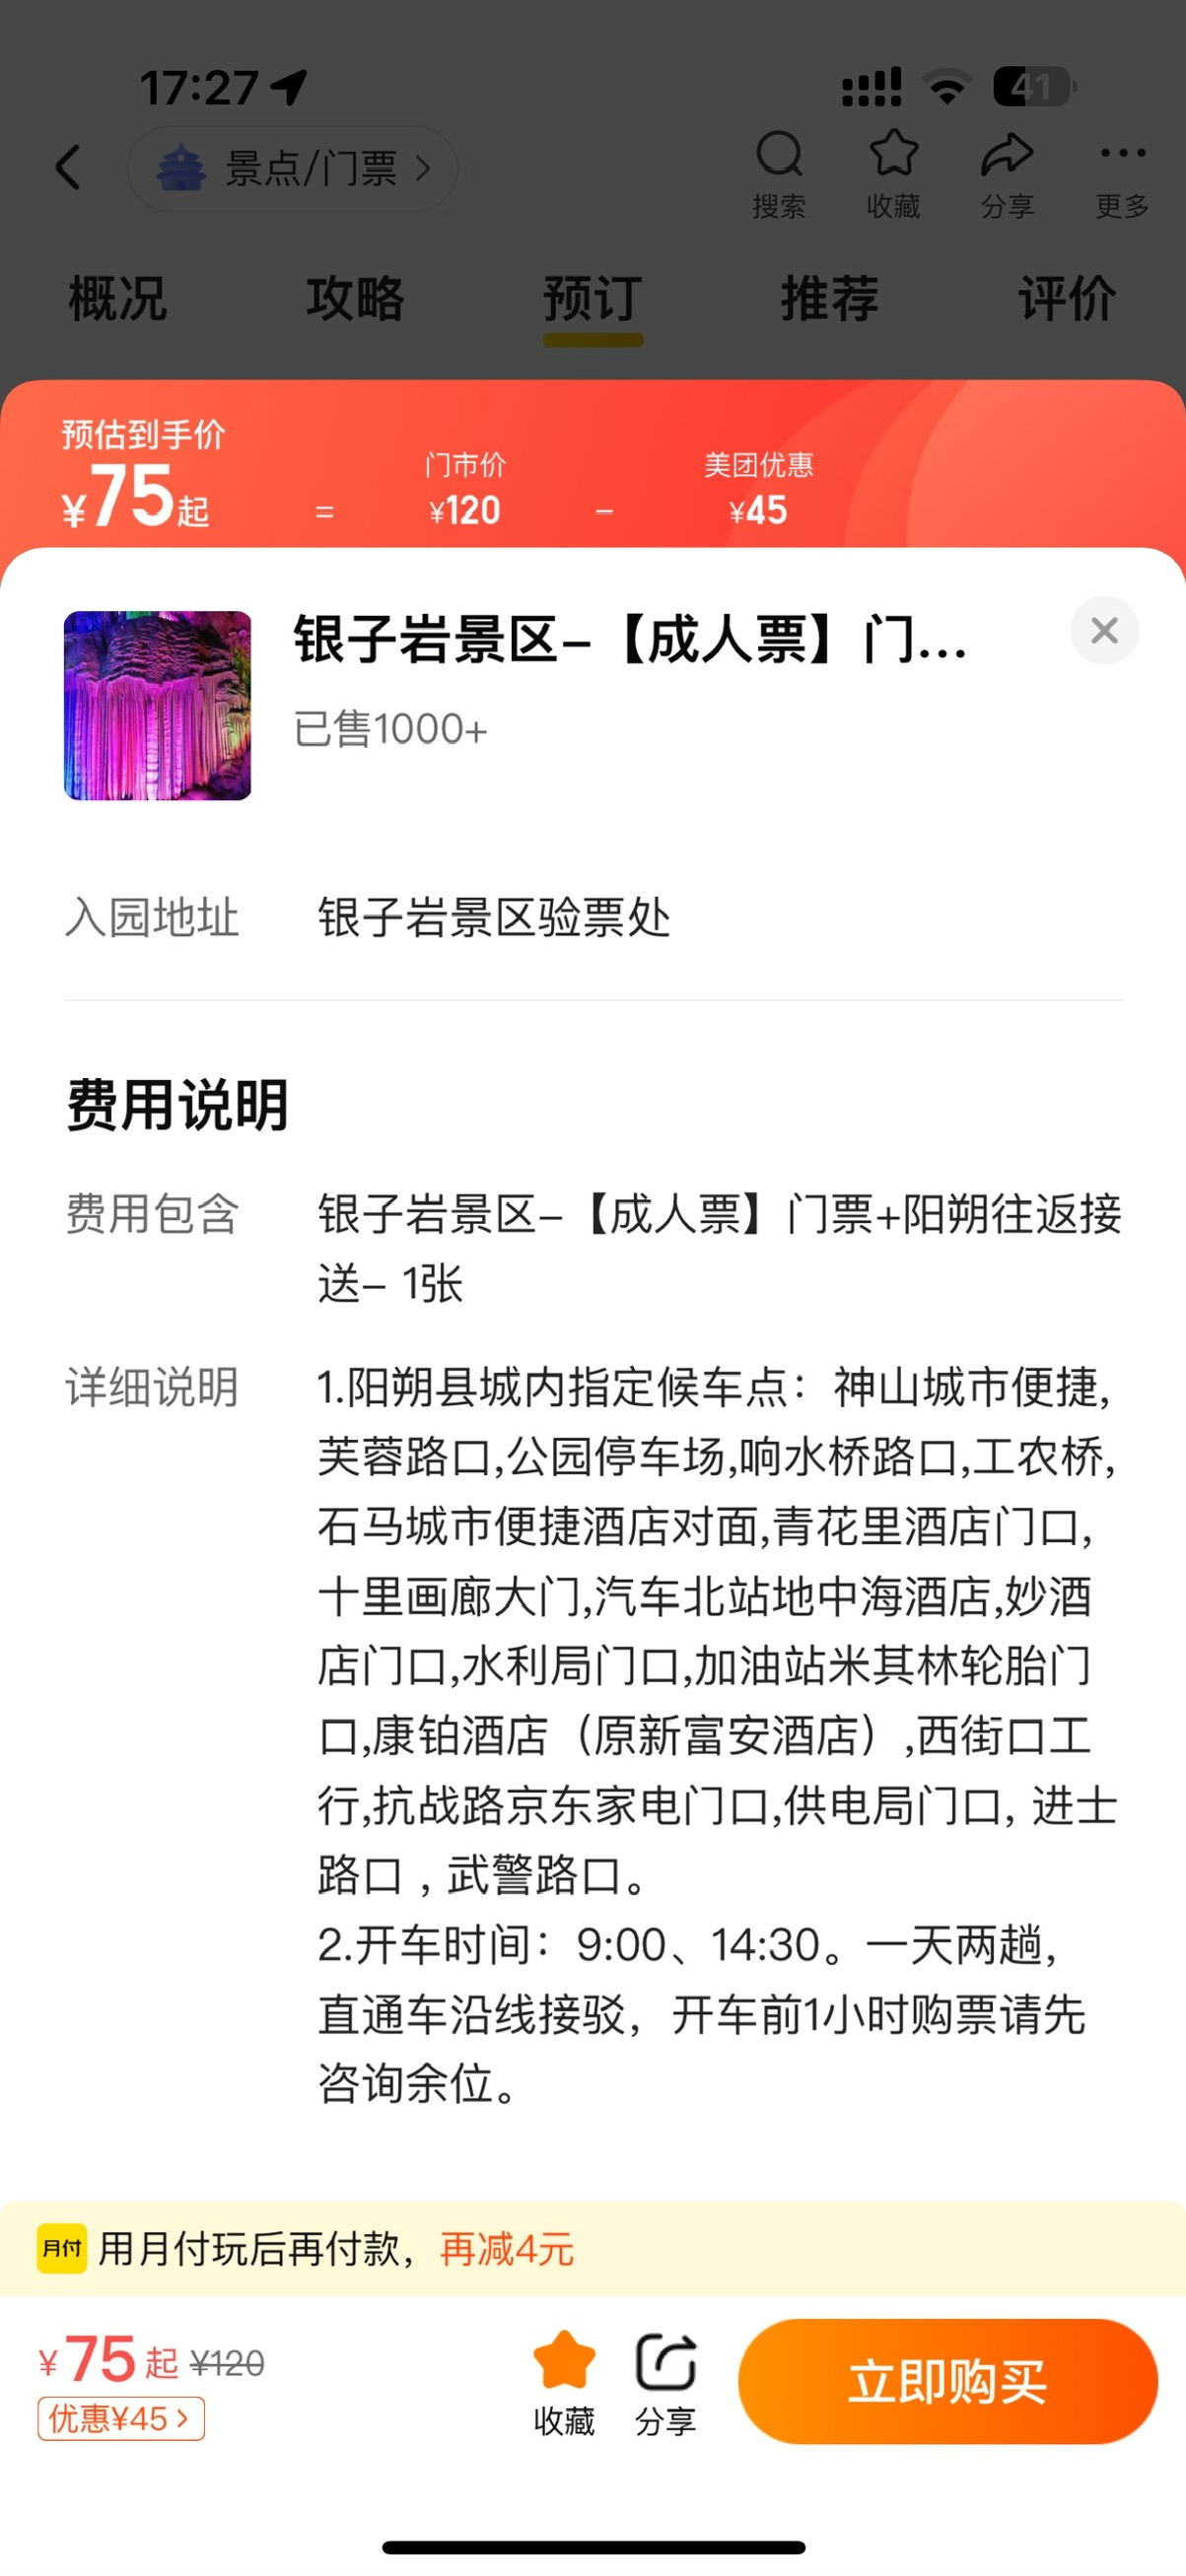 17:27
41
景点/门票
搜索
收藏
分享
更多
概况
攻略
预订
推荐
评价
预估到手价
¥75起
=
门市价
¥120
–
美团优惠
¥45
银子岩景区–【成人票】门...
已售1000+
入园地址
银子岩景区验票处
费用说明
费用包含
银子岩景区–【成人票】门票+阳朔往返接
送– 1张
详细说明
1.阳朔县城内指定候车点：神山城市便捷,
芙蓉路口,公园停车场,响水桥路口,工农桥,
石马城市便捷酒店对面,青花里酒店门口,
十里画廊大门,汽车北站地中海酒店,妙酒
店门口,水利局门口,加油站米其林轮胎门
口,康铂酒店（原新富安酒店）,西街口工
行,抗战路京东家电门口,供电局门口, 进士
路口 , 武警路口。
2.开车时间：9:00、14:30。一天两趟，
直通车沿线接驳，开车前1小时购票请先
咨询余位。
月付
用月付玩后再付款，再减4元
¥75起 ¥120
优惠¥45
收藏
分享
立即购买